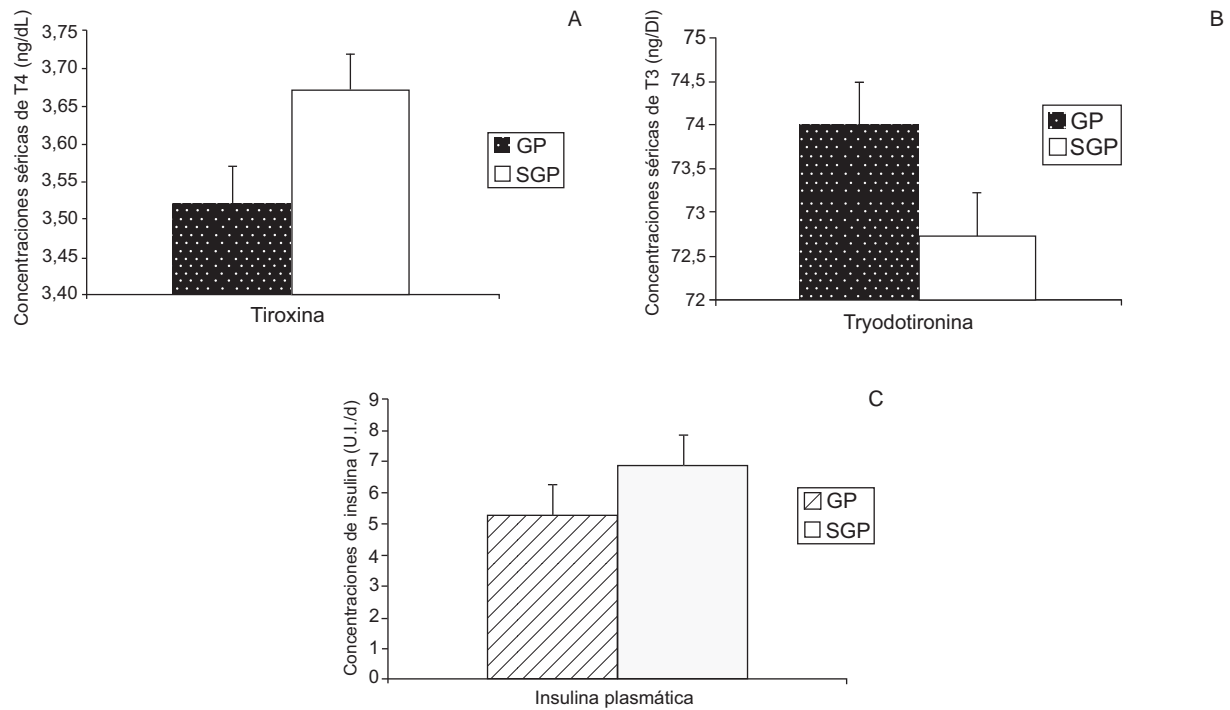 A
Concentraciones séricas de T4 (ng/dL)
3,75
3,70
3,65
3,60
3,55
3,50
3,45
3,40
Tiroxina
GP
SGP
B
Concentraciones séricas de T3 (ng/Dl)
75
74,5
74
73,5
73
72,5
72
Tryodotironina
GP
SGP
C
Concentraciones de insulina (U.I./d)
9
8
7
6
5
4
3
2
1
0
Insulina plasmática
GP
SGP